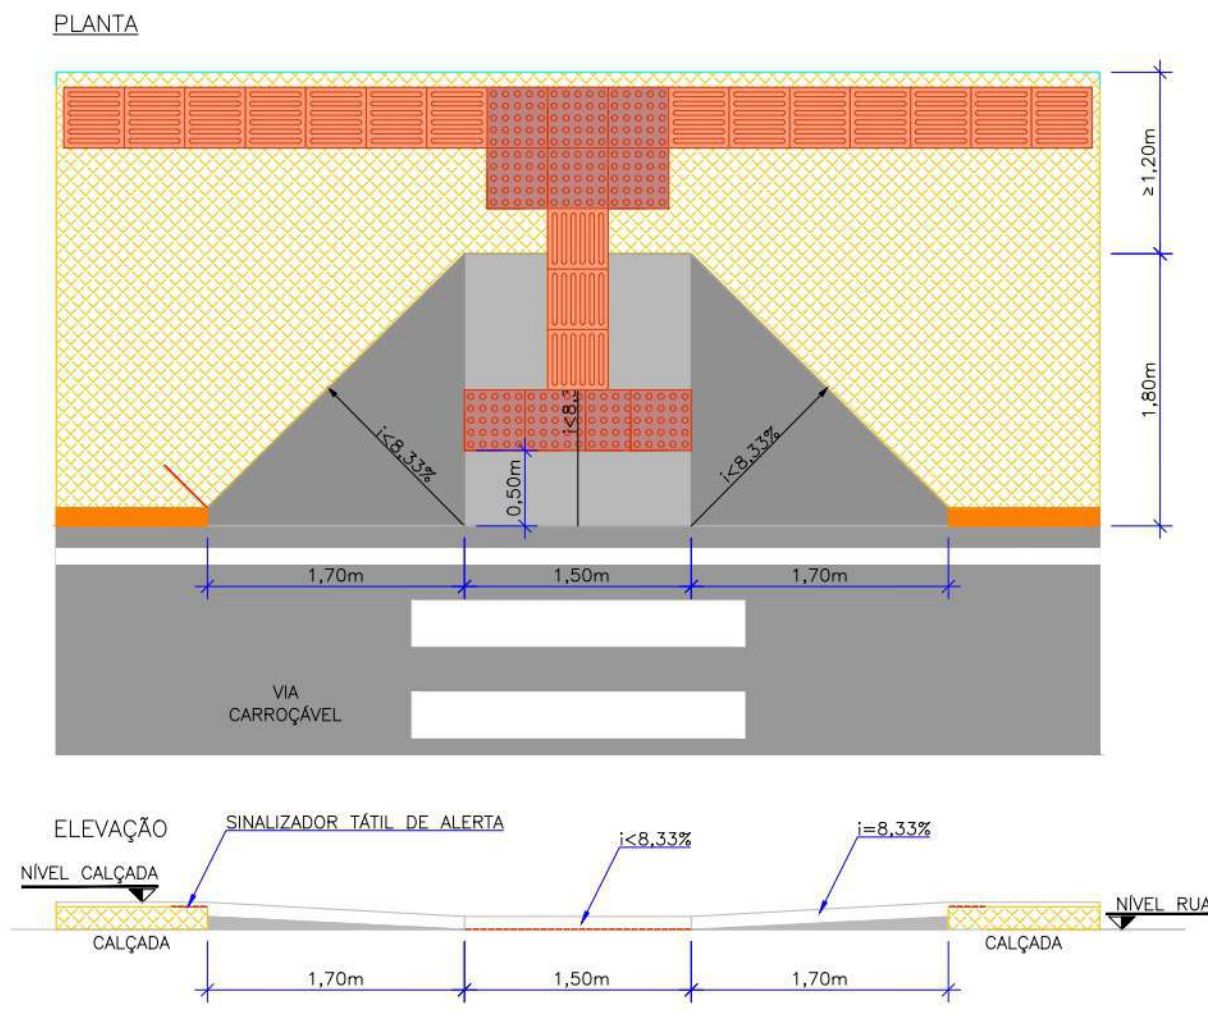 PLANTA
≥1,20m
1,80m
i<8,33%
i<8,3
i<8,33%
0,50m
1,70m
1,50m
1,70m
VIA
CARROÇÁVEL
ELEVAÇÃO
SINALIZADOR TÁTIL DE ALERTA
i<8,33%
i=8,33%
NÍVEL CALÇADA
NÍVEL RUA
CALÇADA
CALÇADA
1,70m
1,50m
1,70m